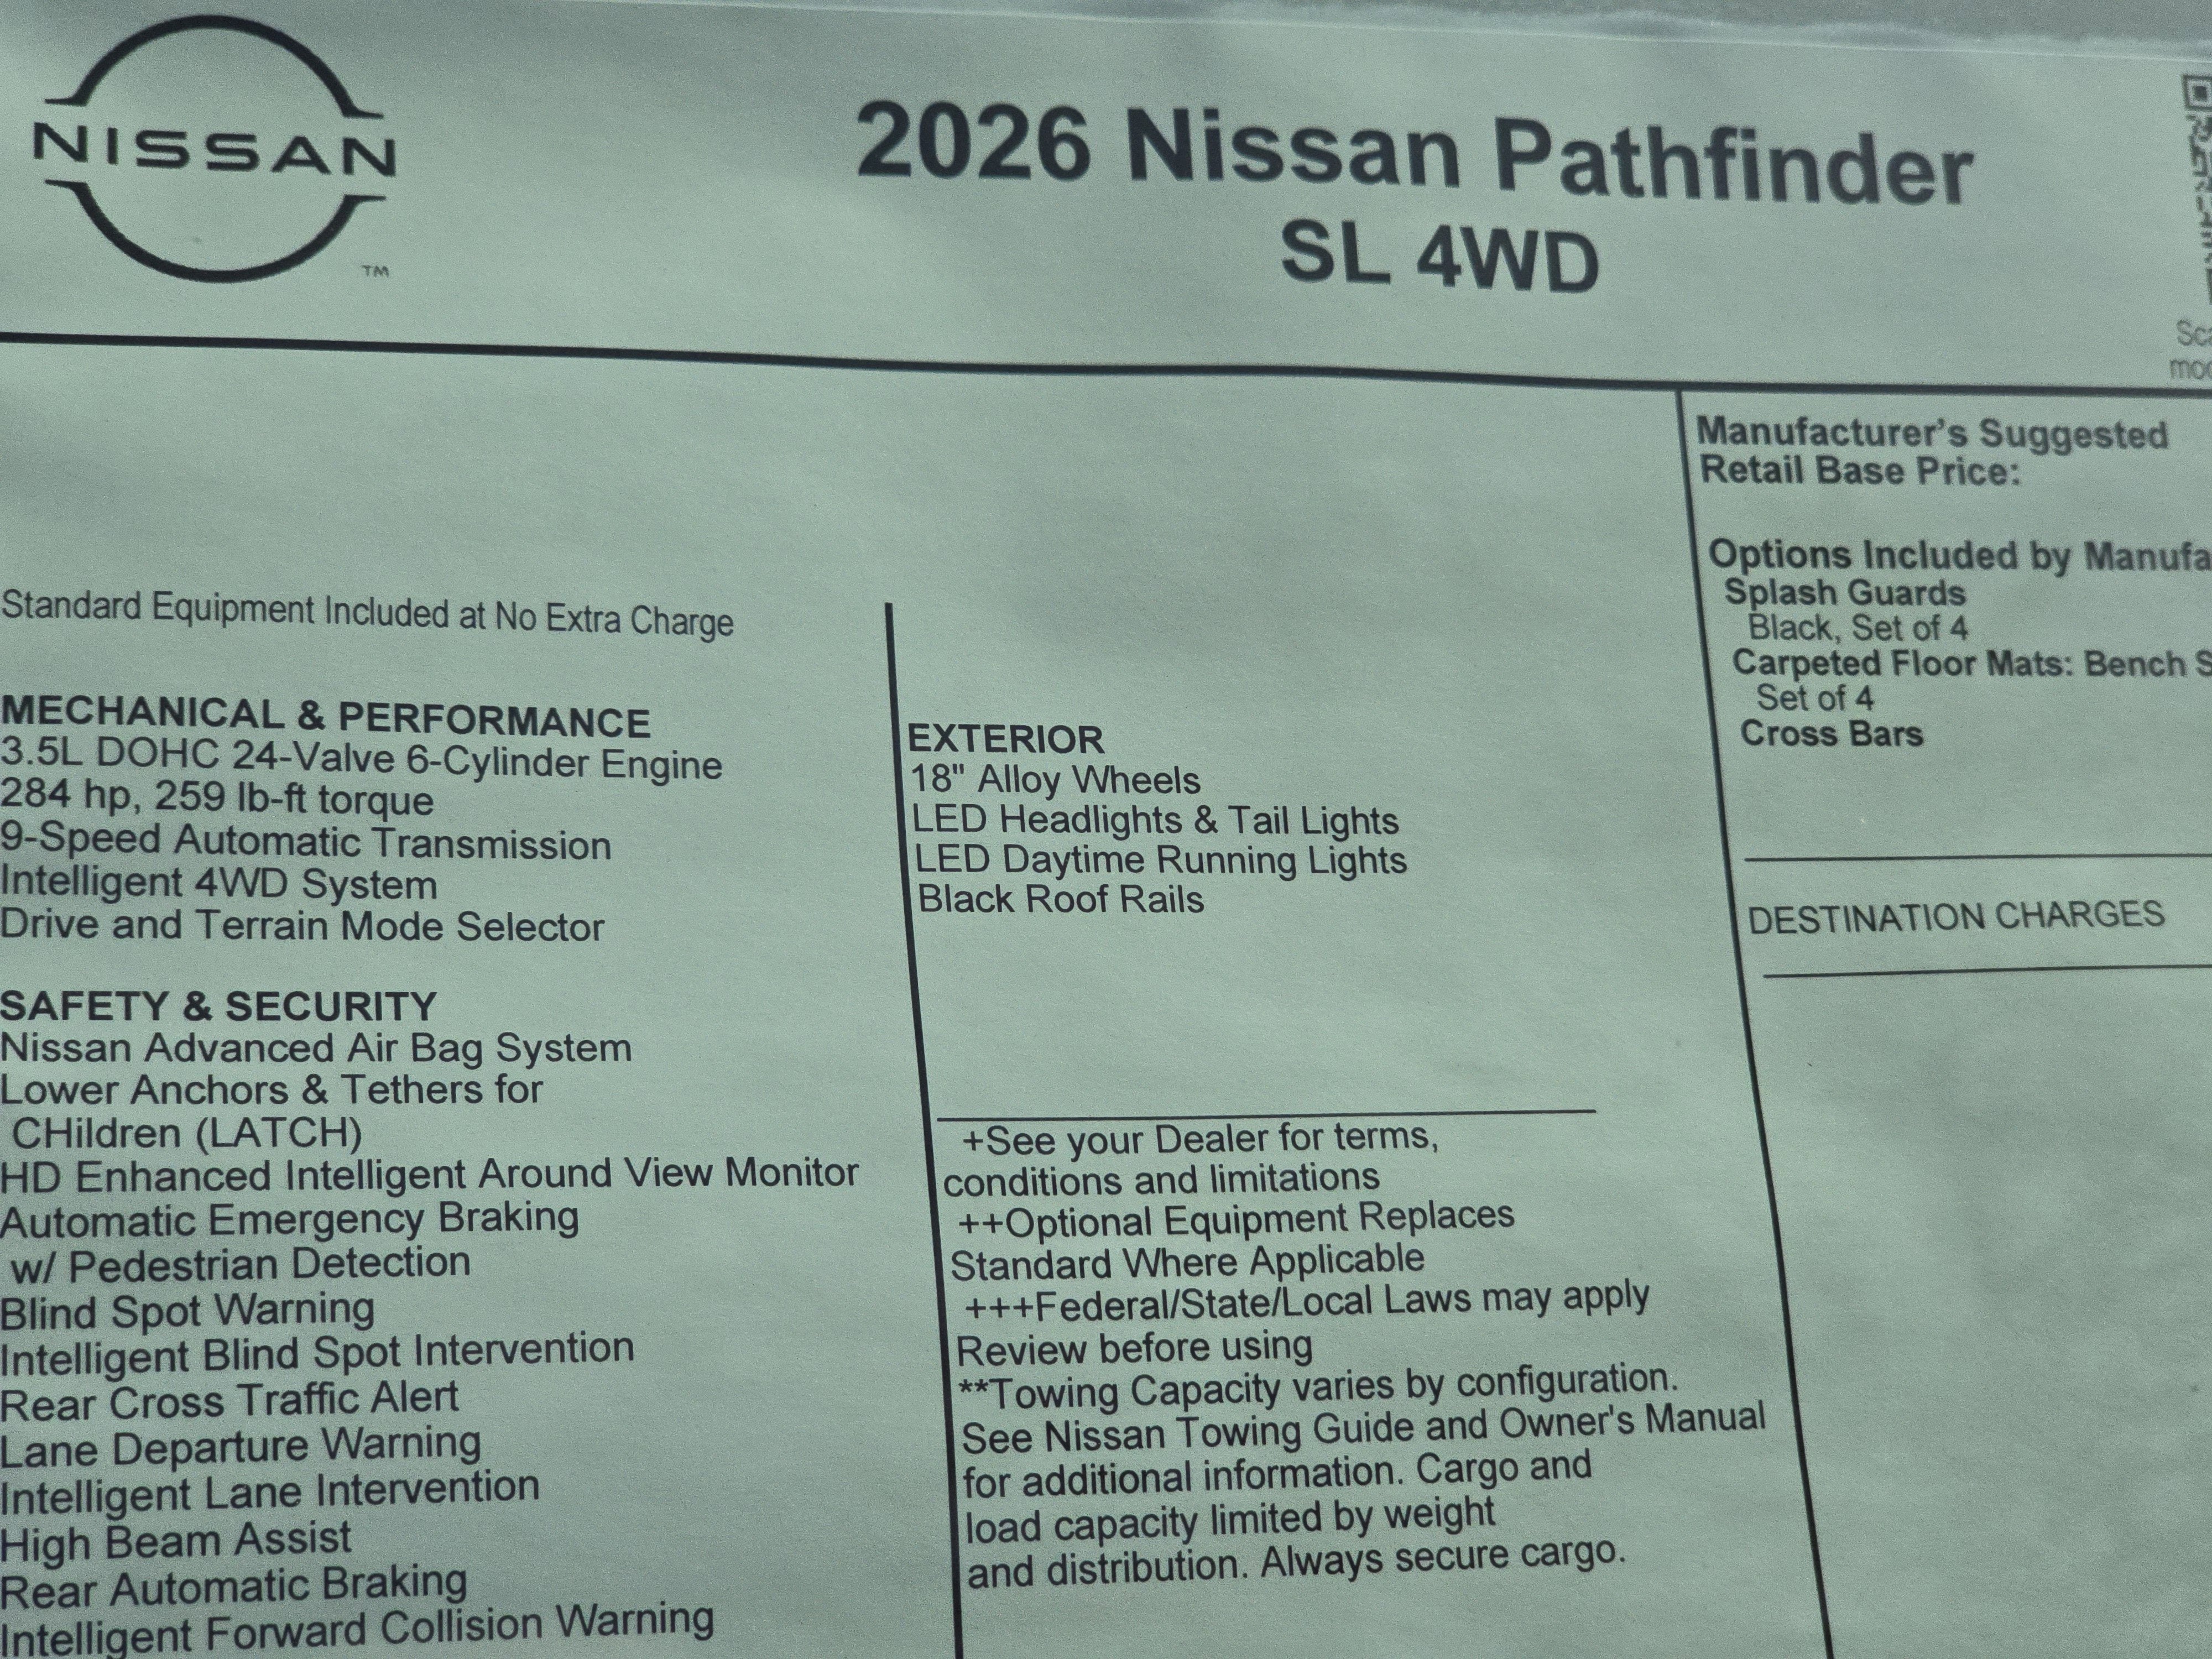 NISSAN
TM
2026 Nissan Pathfinder
SL 4WD
Standard Equipment Included at No Extra Charge
MECHANICAL & PERFORMANCE
3.5L DOHC 24-Valve 6-Cylinder Engine
284 hp, 259 lb-ft torque
9-Speed Automatic Transmission
Intelligent 4WD System
Drive and Terrain Mode Selector
SAFETY & SECURITY
Nissan Advanced Air Bag System
Lower Anchors & Tethers for
CHildren (LATCH)
HD Enhanced Intelligent Around View Monitor
Automatic Emergency Braking
w/ Pedestrian Detection
Blind Spot Warning
Intelligent Blind Spot Intervention
Rear Cross Traffic Alert
Lane Departure Warning
Intelligent Lane Intervention
High Beam Assist
Rear Automatic Braking
Intelligent Forward Collision Warning
EXTERIOR
18" Alloy Wheels
LED Headlights & Tail Lights
LED Daytime Running Lights
Black Roof Rails
+See your Dealer for terms,
conditions and limitations
++Optional Equipment Replaces
Standard Where Applicable
+++Federal/State/Local Laws may apply
Review before using
**Towing Capacity varies by configuration.
See Nissan Towing Guide and Owner's Manual
for additional information. Cargo and
load capacity limited by weight
and distribution. Always secure cargo.
Manufacturer's Suggested
Retail Base Price:
Options Included by
Splash Guards
Black, Set of 4
Carpeted Floor Mats: Bench
Set of 4
Cross Bars
DESTINATION CHARGES